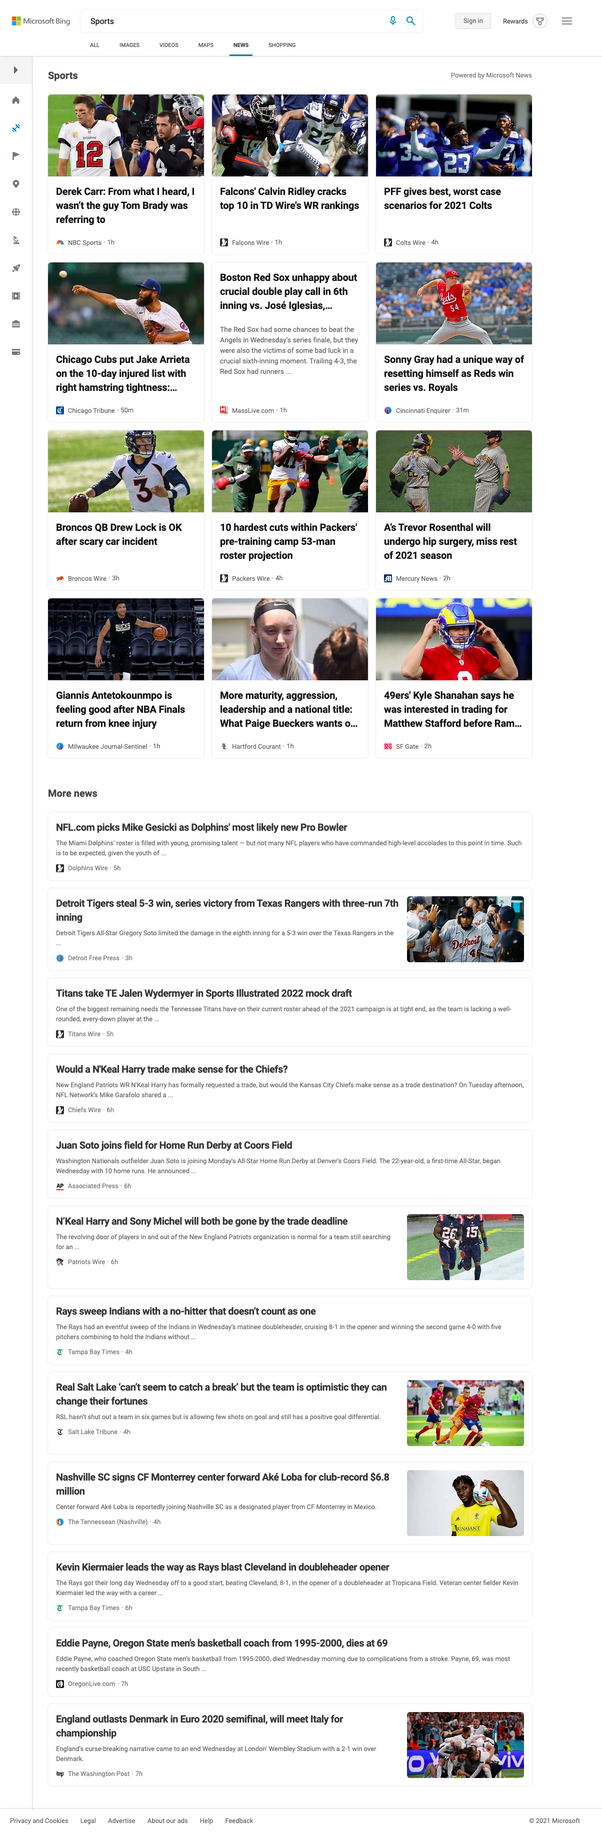 Microsoft Bing
Sports
Sign in
Rewards
ALL
IMAGES
VIDEOS
MAPS
NEWS
SHOPPING
Sports
Powered by Microsoft News
12
4
18
22
23
Derek Carr: From what I heard, I
wasn't the guy Tom Brady was
referring to
NBC Sports · 1h
Falcons' Calvin Ridley cracks
top 10 in TD Wire's WR rankings
Falcons Wire · 1h
PFF gives best, worst case
scenarios for 2021 Colts
Colts Wire · 4h
Chicago Cubs put Jake Arrieta
on the 10-day injured list with
right hamstring tightness:...
Chicago Tribune · 50m
Boston Red Sox unhappy about
crucial double play call in 6th
inning vs. José Iglesias,...
The Red Sox had some chances to beat the
Angels in Wednesday's series finale, but they
were also the victims of some bad luck in a
crucial sixth-inning moment. Trailing 4-3, the
Red Sox had runners ...
MassLive.com · 1h
Reds
54
Sonny Gray had a unique way of
resetting himself as Reds win
series vs. Royals
Cincinnati Enquirer · 31m
3
Broncos QB Drew Lock is OK
after scary car incident
Broncos Wire · 3h
10 hardest cuts within Packers'
pre-training camp 53-man
roster projection
Packers Wire · 4h
A's Trevor Rosenthal will
undergo hip surgery, miss rest
of 2021 season
Mercury News · 2h
BUCKS
Giannis Antetokounmpo is
feeling good after NBA Finals
return from knee injury
Milwaukee Journal-Sentinel · 1h
More maturity, aggression,
leadership and a national title:
What Paige Bueckers wants o...
Hartford Courant · 1h
49ers' Kyle Shanahan says he
was interested in trading for
Matthew Stafford before Ram...
SF Gate · 2h
More news
NFL.com picks Mike Gesicki as Dolphins' most likely new Pro Bowler
The Miami Dolphins' roster is filled with young, promising talent — but not many NFL players who have commanded high-level accolades to this point in time. Such
is to be expected, given the youth of ...
Dolphins Wire · 5h
Detroit Tigers steal 5-3 win, series victory from Texas Rangers with three-run 7th
inning
Detroit Tigers All-Star Gregory Soto limited the damage in the eighth inning for a 5-3 win over the Texas Rangers in the
...
Detroit Free Press · 3h
Detroit
Titans take TE Jalen Wydermyer in Sports Illustrated 2022 mock draft
One of the biggest remaining needs the Tennessee Titans have on their current roster ahead of the 2021 campaign is at tight end, as the team is lacking a well-
rounded, every-down player at the ...
Titans Wire · 5h
Would a N'Keal Harry trade make sense for the Chiefs?
New England Patriots WR N'Keal Harry has formally requested a trade, but would the Kansas City Chiefs make sense as a trade destination? On Tuesday afternoon,
NFL Network's Mike Garafolo shared a ...
Chiefs Wire · 6h
Juan Soto joins field for Home Run Derby at Coors Field
Washington Nationals outfielder Juan Soto is joining Monday's All-Star Home Run Derby at Denver's Coors Field. The 22-year-old, a first-time All-Star, began
Wednesday with 10 home runs. He announced ...
AP Associated Press · 6h
N'Keal Harry and Sony Michel will both be gone by the trade deadline
The revolving door of players in and out of the New England Patriots organization is normal for a team still searching
for an ...
Patriots Wire · 6h
26 15
Rays sweep Indians with a no-hitter that doesn't count as one
The Rays had an eventful sweep of the Indians in Wednesday's matinee doubleheader, cruising 8-1 in the opener and winning the second game 4-0 with five
pitchers combining to hold the Indians without ...
Tampa Bay Times · 4h
Real Salt Lake 'can't seem to catch a break' but the team is optimistic they can
change their fortunes
RSL hasn't shut out a team in six games but is allowing few shots on goal and still has a positive goal differential.
Salt Lake Tribune · 4h
Nashville SC signs CF Monterrey center forward Aké Loba for club-record $6.8
million
Center forward Aké Loba is reportedly joining Nashville SC as a designated player from CF Monterrey in Mexico.
The Tennessean (Nashville) · 4h
Kevin Kiermaier leads the way as Rays blast Cleveland in doubleheader opener
The Rays got their long day Wednesday off to a good start, beating Cleveland, 8-1, in the opener of a doubleheader at Tropicana Field. Veteran center fielder Kevin
Kiermaier led the way with a career ...
Tampa Bay Times · 6h
Eddie Payne, Oregon State men's basketball coach from 1995-2000, dies at 69
Eddie Payne, who coached Oregon State men's basketball from 1995-2000, died Wednesday morning due to complications from a stroke. Payne, 69, was most
recently basketball coach at USC Upstate in South ...
OregonLive.com · 7h
England outlasts Denmark in Euro 2020 semifinal, will meet Italy for
championship
England's curse-breaking narrative came to an end Wednesday at London' Wembley Stadium with a 2-1 win over
Denmark.
wp The Washington Post · 7h
Privacy and Cookies
Legal
Advertise
About our ads
Help
Feedback
© 2021 Microsoft